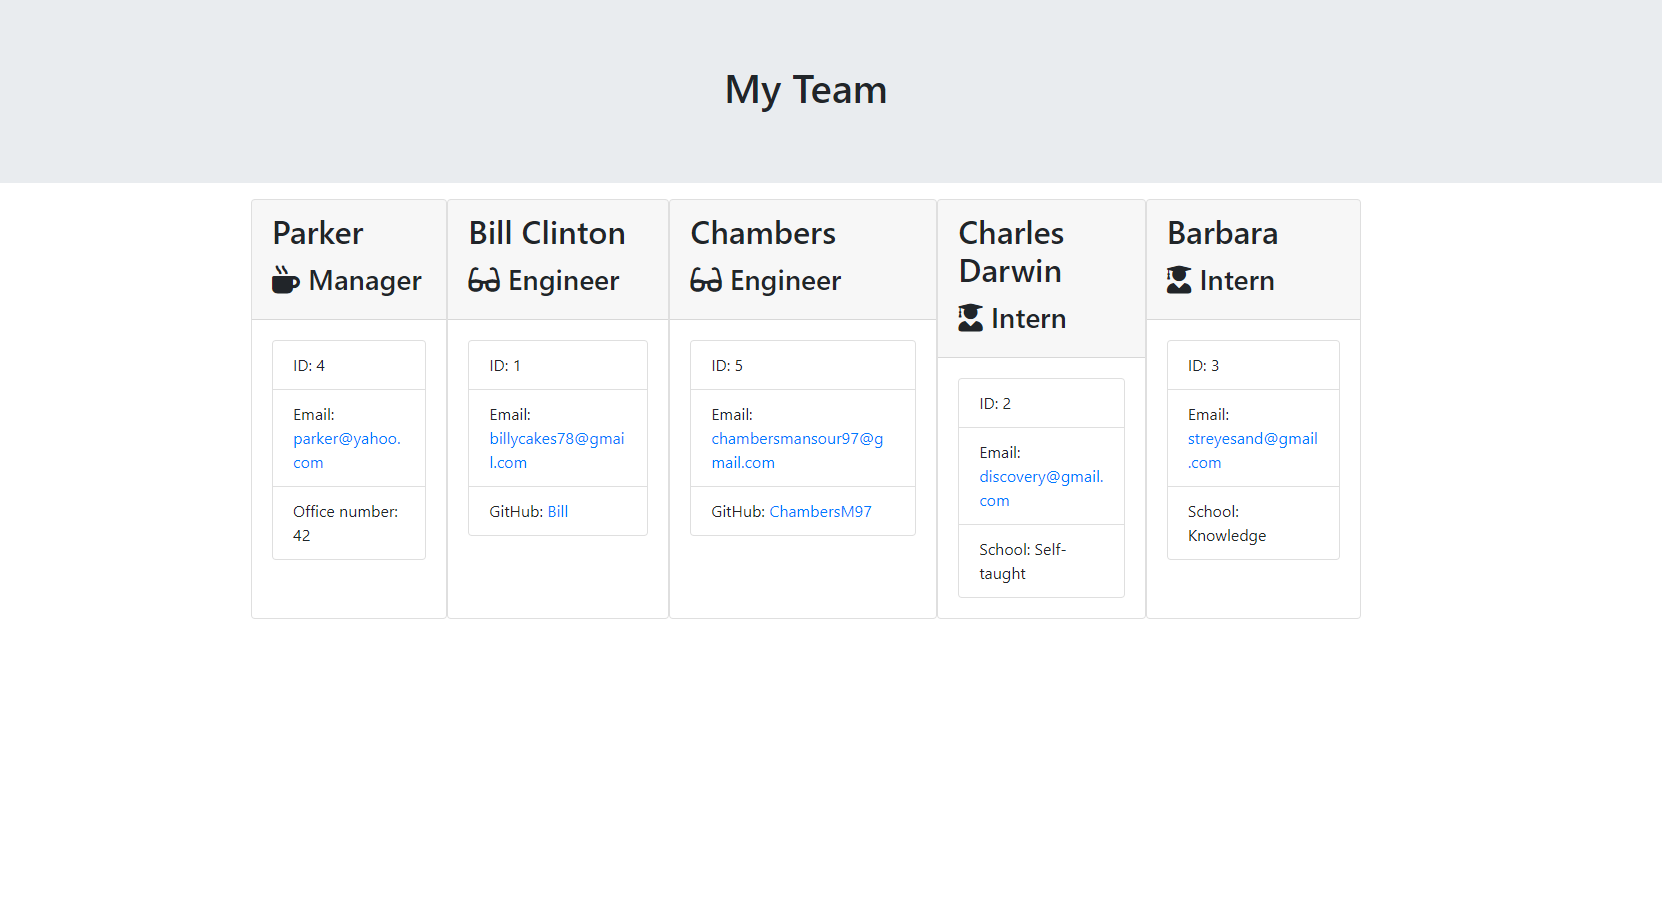 My Team
Parker
Manager
ID: 4
Email:
parker@yahoo.
com
Office number:
42
Bill Clinton
Engineer
ID: 1
Email:
billycakes78@gmai
l.com
GitHub: Bill
Chambers
Engineer
ID: 5
Email:
chambersmansour97@g
mail.com
GitHub: ChambersM97
Charles
Darwin
Intern
ID: 2
Email:
discovery@gmail.
com
School: Self-
taught
Barbara
Intern
ID: 3
Email:
streyesand@gmail
.com
School:
Knowledge